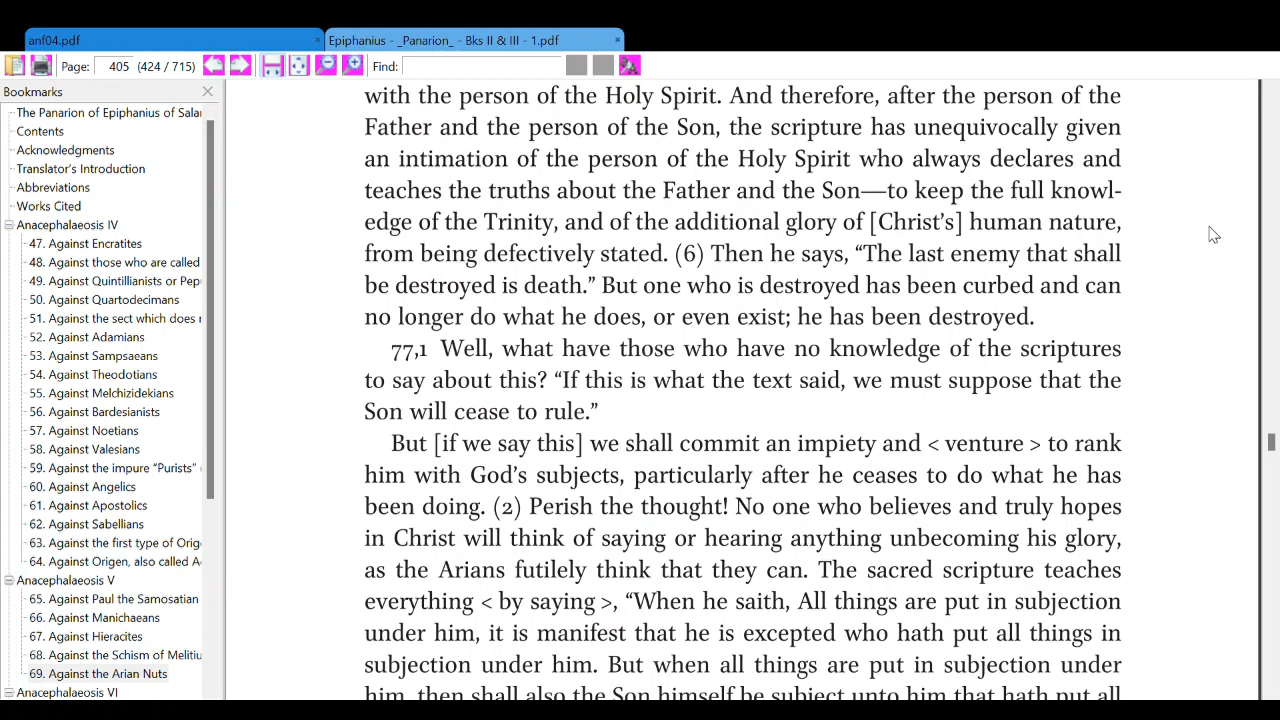 anf04.pdf
×
Epiphanius - _Panarion_ - Bks II & III - 1.pdf
×
Page: 405 (424 / 715)
Find:
Bookmarks
The Panarion of Epiphanius of Salar
Contents
Acknowledgments
Translator's Introduction
Abbreviations
Works Cited
Anacephalaeosis IV
47. Against Encratites
48. Against those who are called
49. Against Quintillianists or Pep
50. Against Quartodecimans
51. Against the sect which does r
52. Against Adamians
53. Against Sampsaeans
54. Against Theodotians
55. Against Melchizidekians
56. Against Bardesianists
57. Against Noetians
58. Against Valesians
59. Against the impure “Purists” (
60. Against Angelics
61. Against Apostolics
62. Against Sabellians
63. Against the first type of Orig
64. Against Origen, also called A
Anacephalaeosis V
65. Against Paul the Samosatian
66. Against Manichaeans
67. Against Hieracites
68. Against the Schism of Melitiu
69. Against the Arian Nuts
Anacephalaeosis VI
with the person of the Holy Spirit. And therefore, after the person of the
Father and the person of the Son, the scripture has unequivocally given
an intimation of the person of the Holy Spirit who always declares and
teaches the truths about the Father and the Son—to keep the full knowl-
edge of the Trinity, and of the additional glory of [Christ’s] human nature,
from being defectively stated. (6) Then he says, “The last enemy that shall
be destroyed is death.” But one who is destroyed has been curbed and can
no longer do what he does, or even exist; he has been destroyed.
77,1 Well, what have those who have no knowledge of the scriptures
to say about this? “If this is what the text said, we must suppose that the
Son will cease to rule.”
But [if we say this] we shall commit an impiety and < venture > to rank
him with God’s subjects, particularly after he ceases to do what he has
been doing. (2) Perish the thought! No one who believes and truly hopes
in Christ will think of saying or hearing anything unbecoming his glory,
as the Arians futilely think that they can. The sacred scripture teaches
everything < by saying >, “When he saith, All things are put in subjection
under him, it is manifest that he is excepted who hath put all things in
subjection under him. But when all things are put in subjection under
him, then shall also the Son himself be subject unto him that hath put all